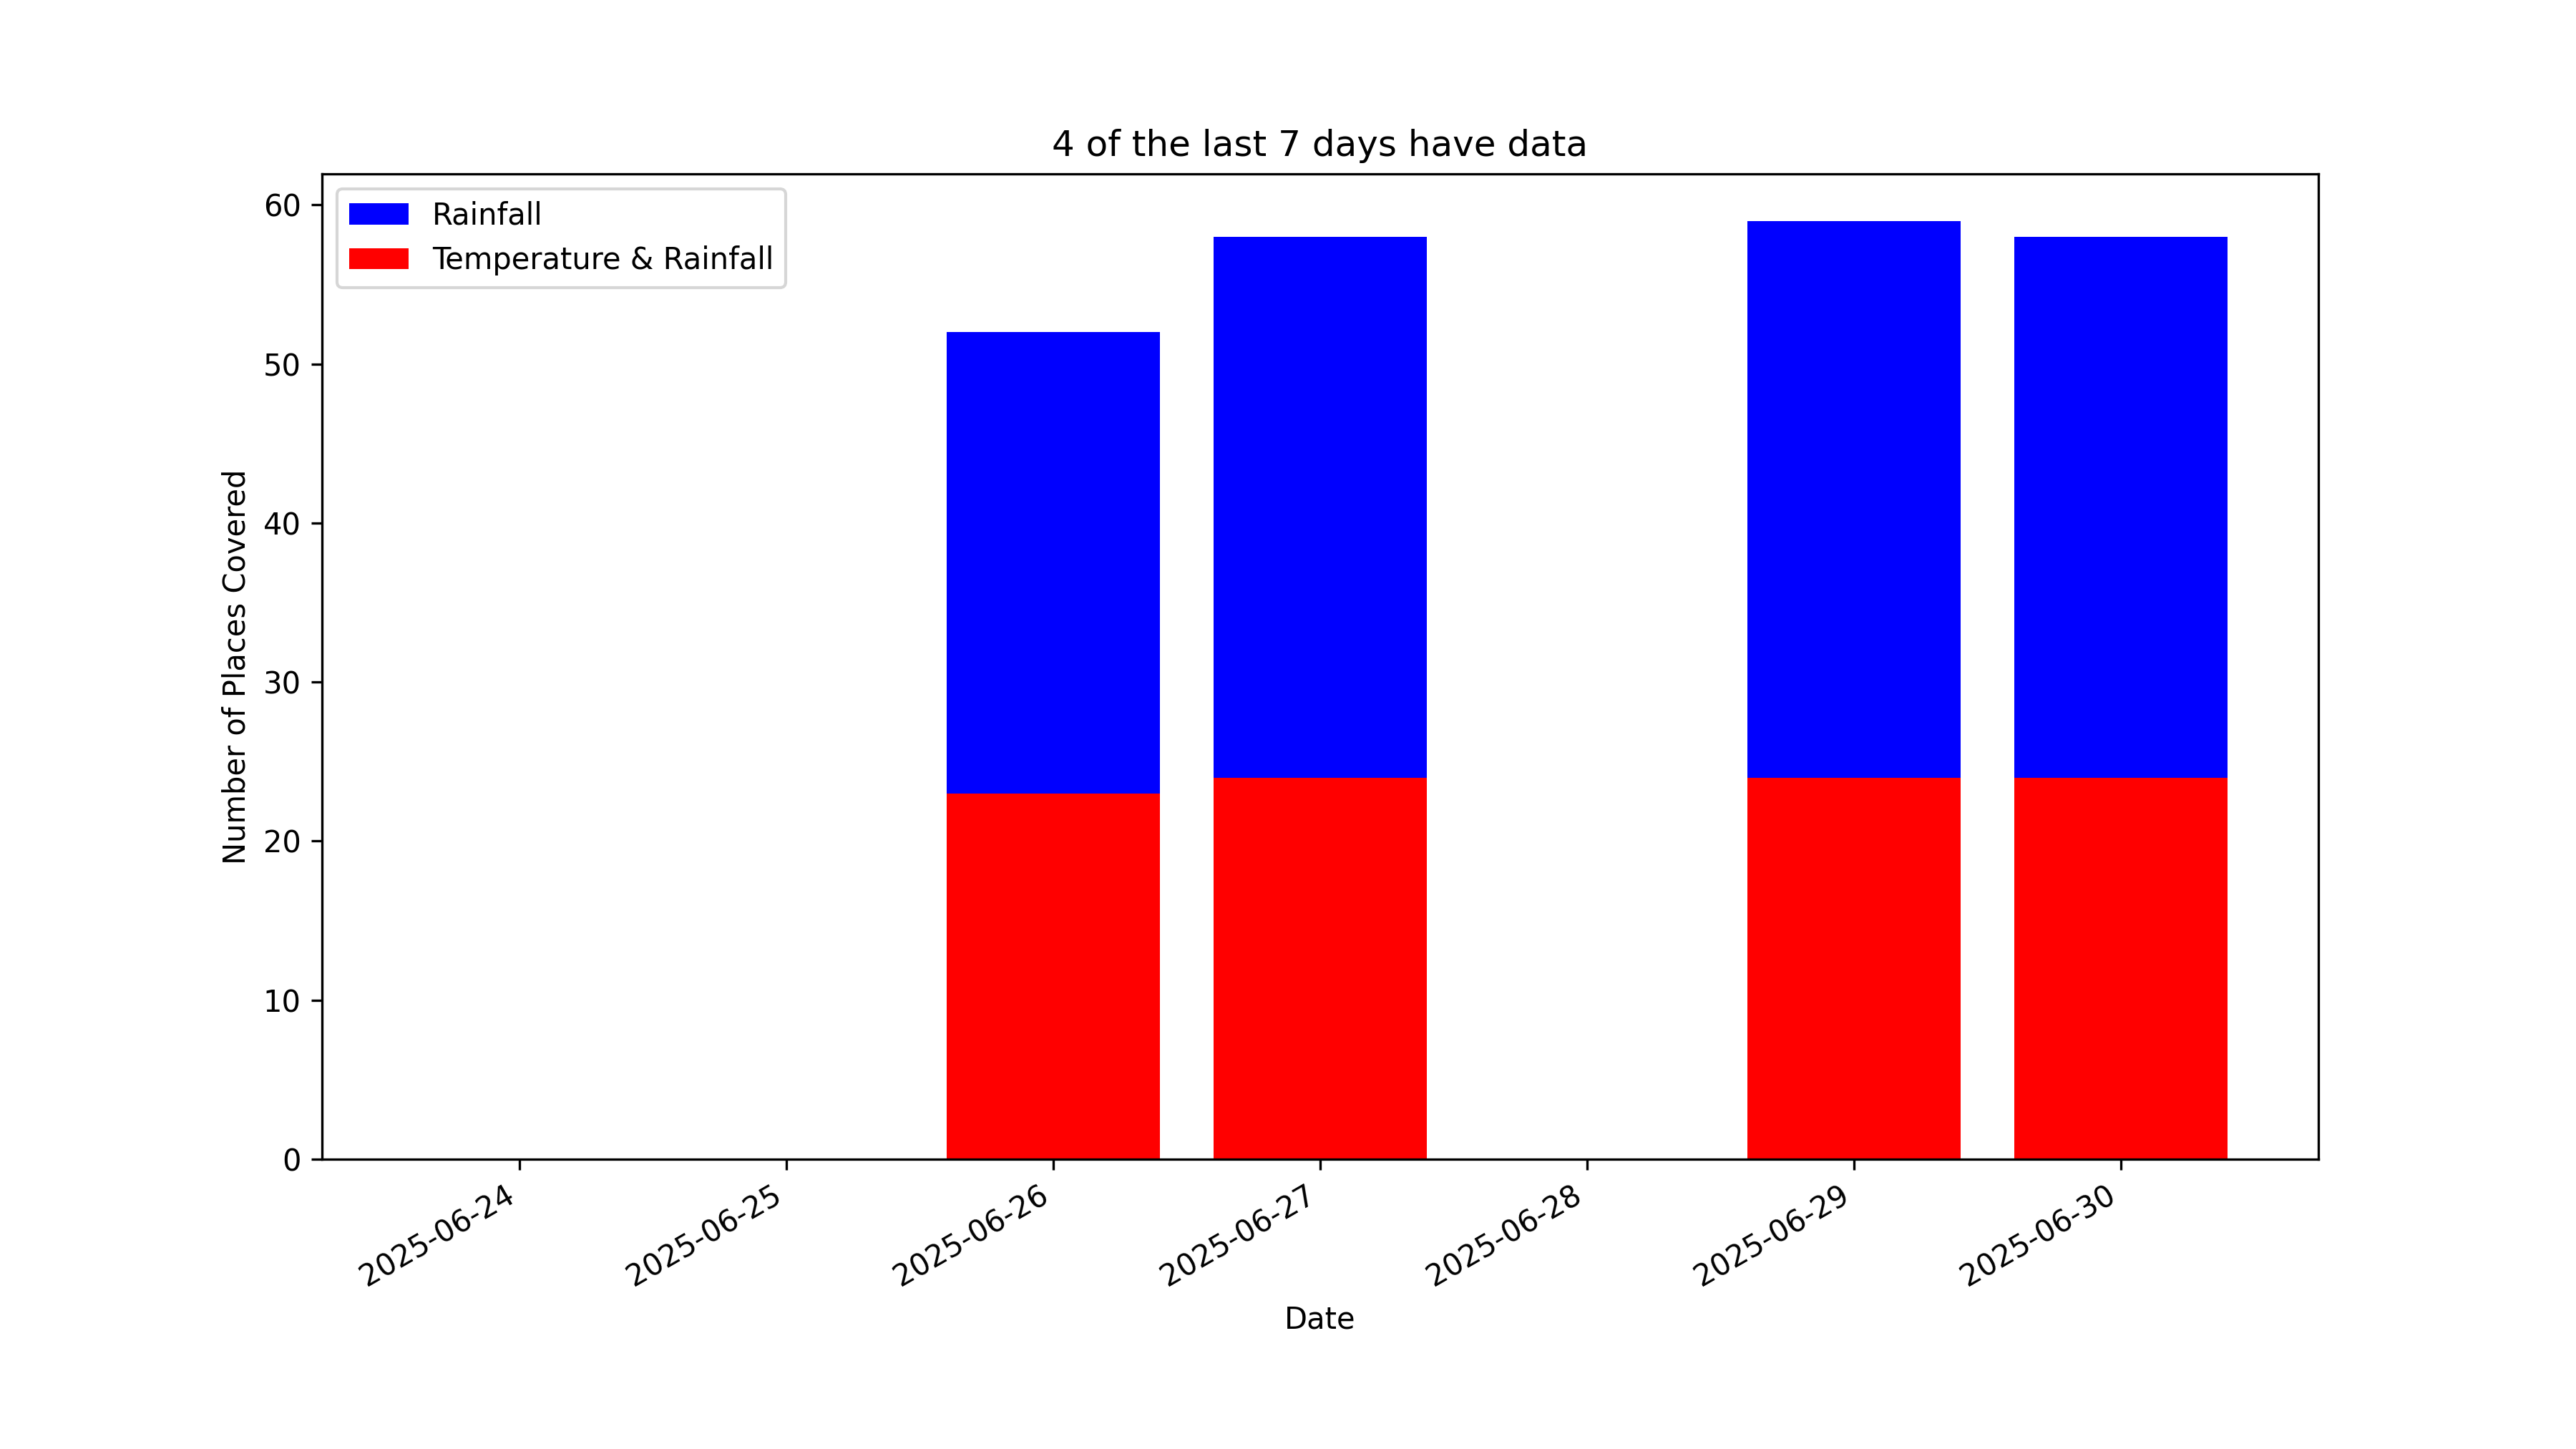 4 of the last 7 days have data
Rainfall
Temperature & Rainfall
Number of Places Covered
60
50
40
30
20
10
0
2025-06-24
2025-06-25
2025-06-26
2025-06-27
2025-06-28
2025-06-29
2025-06-30
Date